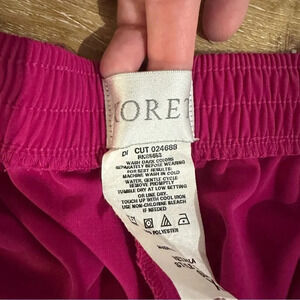 ORE
DI CUT 024688
WASH DARK COLORS
SEPARATELY BEFORE WEARING
FOR BEST RESULTS:
MACHINE WASH IN COLD
WATER, GENTLE CYCLE
REMOVE PROMPTLY
TUMBLE DRY AT LOW SETTING
OR LINE DRY.
TOUCH UP WITH COOL IRON
USE NON-CHLORINE BLEACH
IF NEEDED
POLYESTER